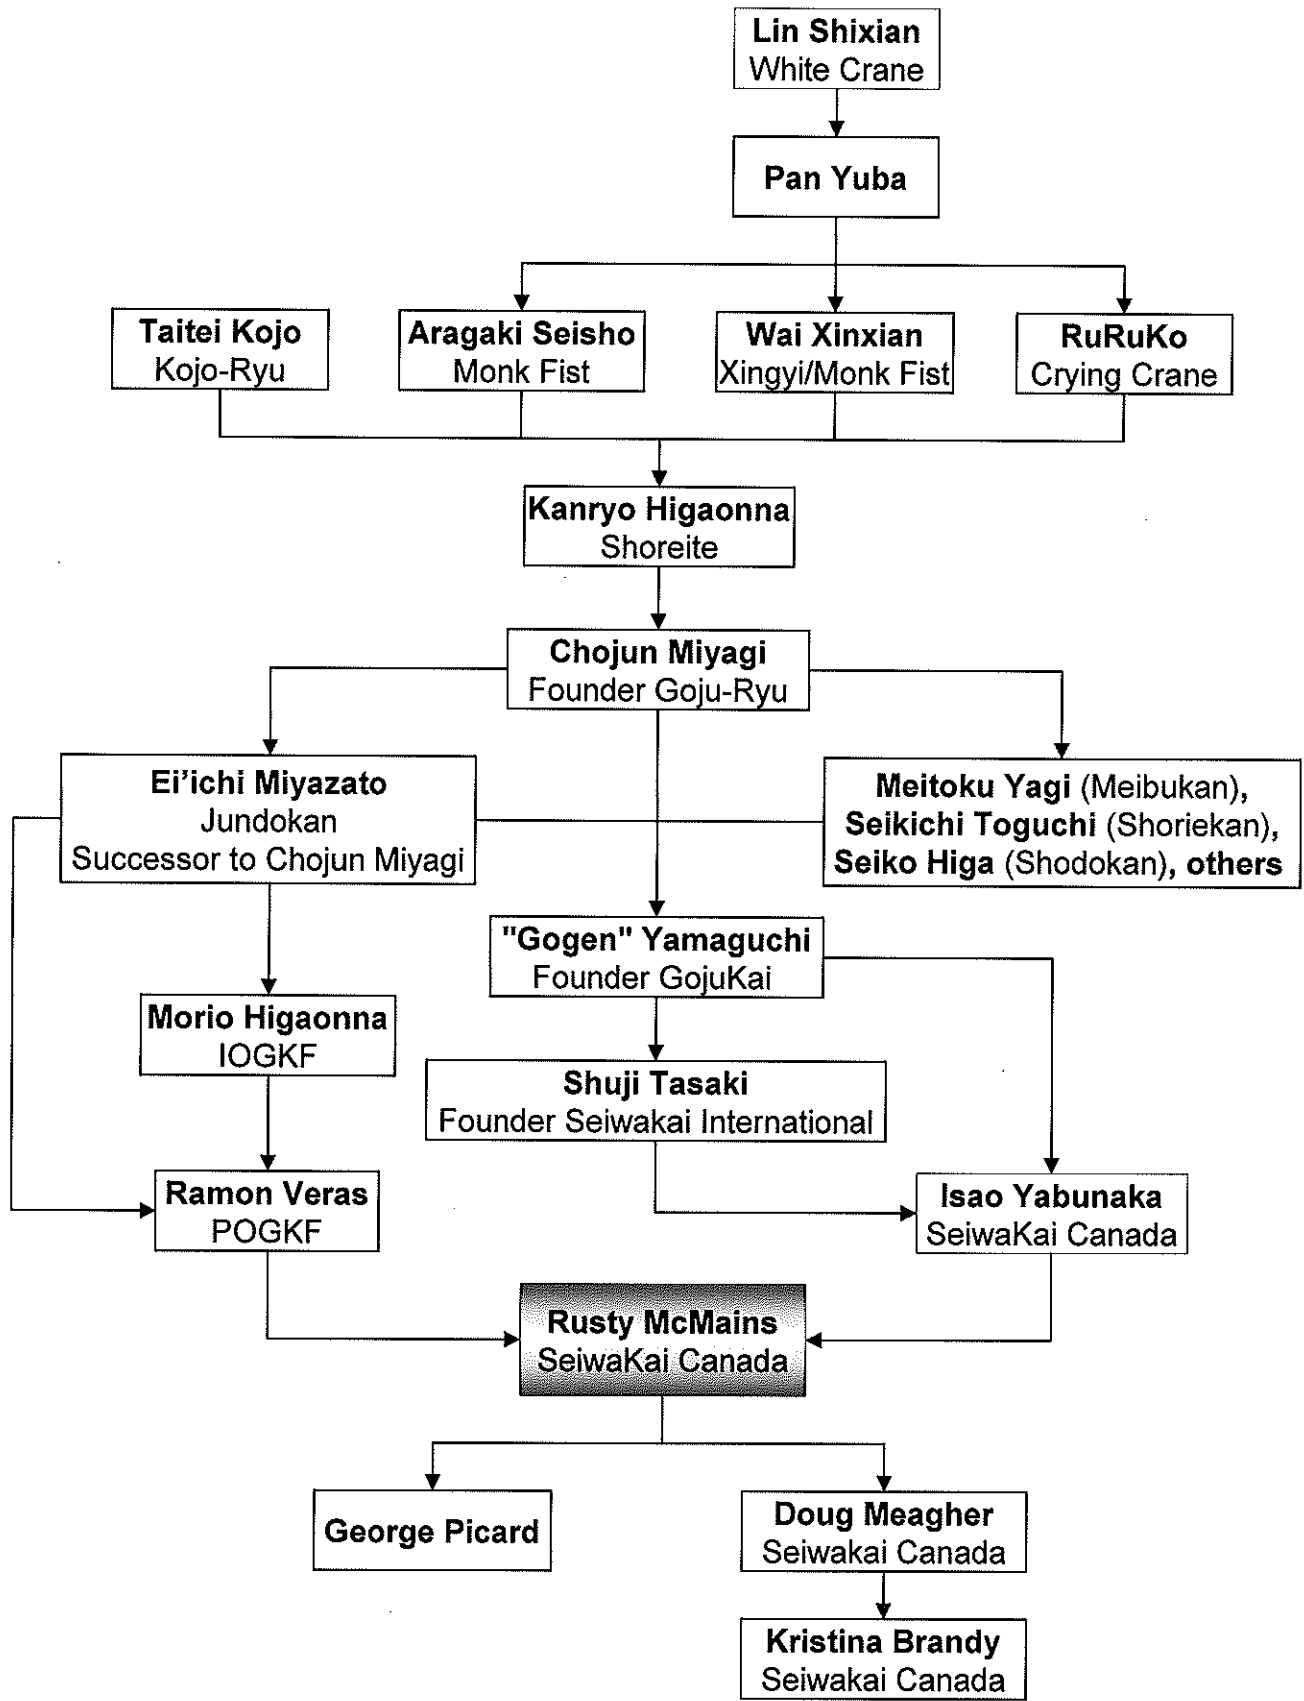 Lin Shixian
White Crane
Pan Yuba
Taitei Kojo
Kojo-Ryu
Aragaki Seisho
Monk Fist
Wai Xinxian
Xingyi/Monk Fist
RuRuKo
Crying Crane
Kanryo Higaonna
Shoreite
Chojun Miyagi
Founder Goju-Ryu
Ei'ichi Miyazato
Jundokan
Successor to Chojun Miyagi
Meitoku Yagi (Meibukan),
Seikichi Toguchi (Shoriekan),
Seiko Higa (Shodokan), others
"Gogen" Yamaguchi
Founder GojuKai
Morio Higaonna
IOGKF
Shuji Tasaki
Founder Seiwakai International
Ramon Veras
POGKF
Isao Yabunaka
SeiwaKai Canada
Rusty McMains
SeiwaKai Canada
George Picard
Doug Meagher
Seiwakai Canada
Kristina Brandy
Seiwakai Canada